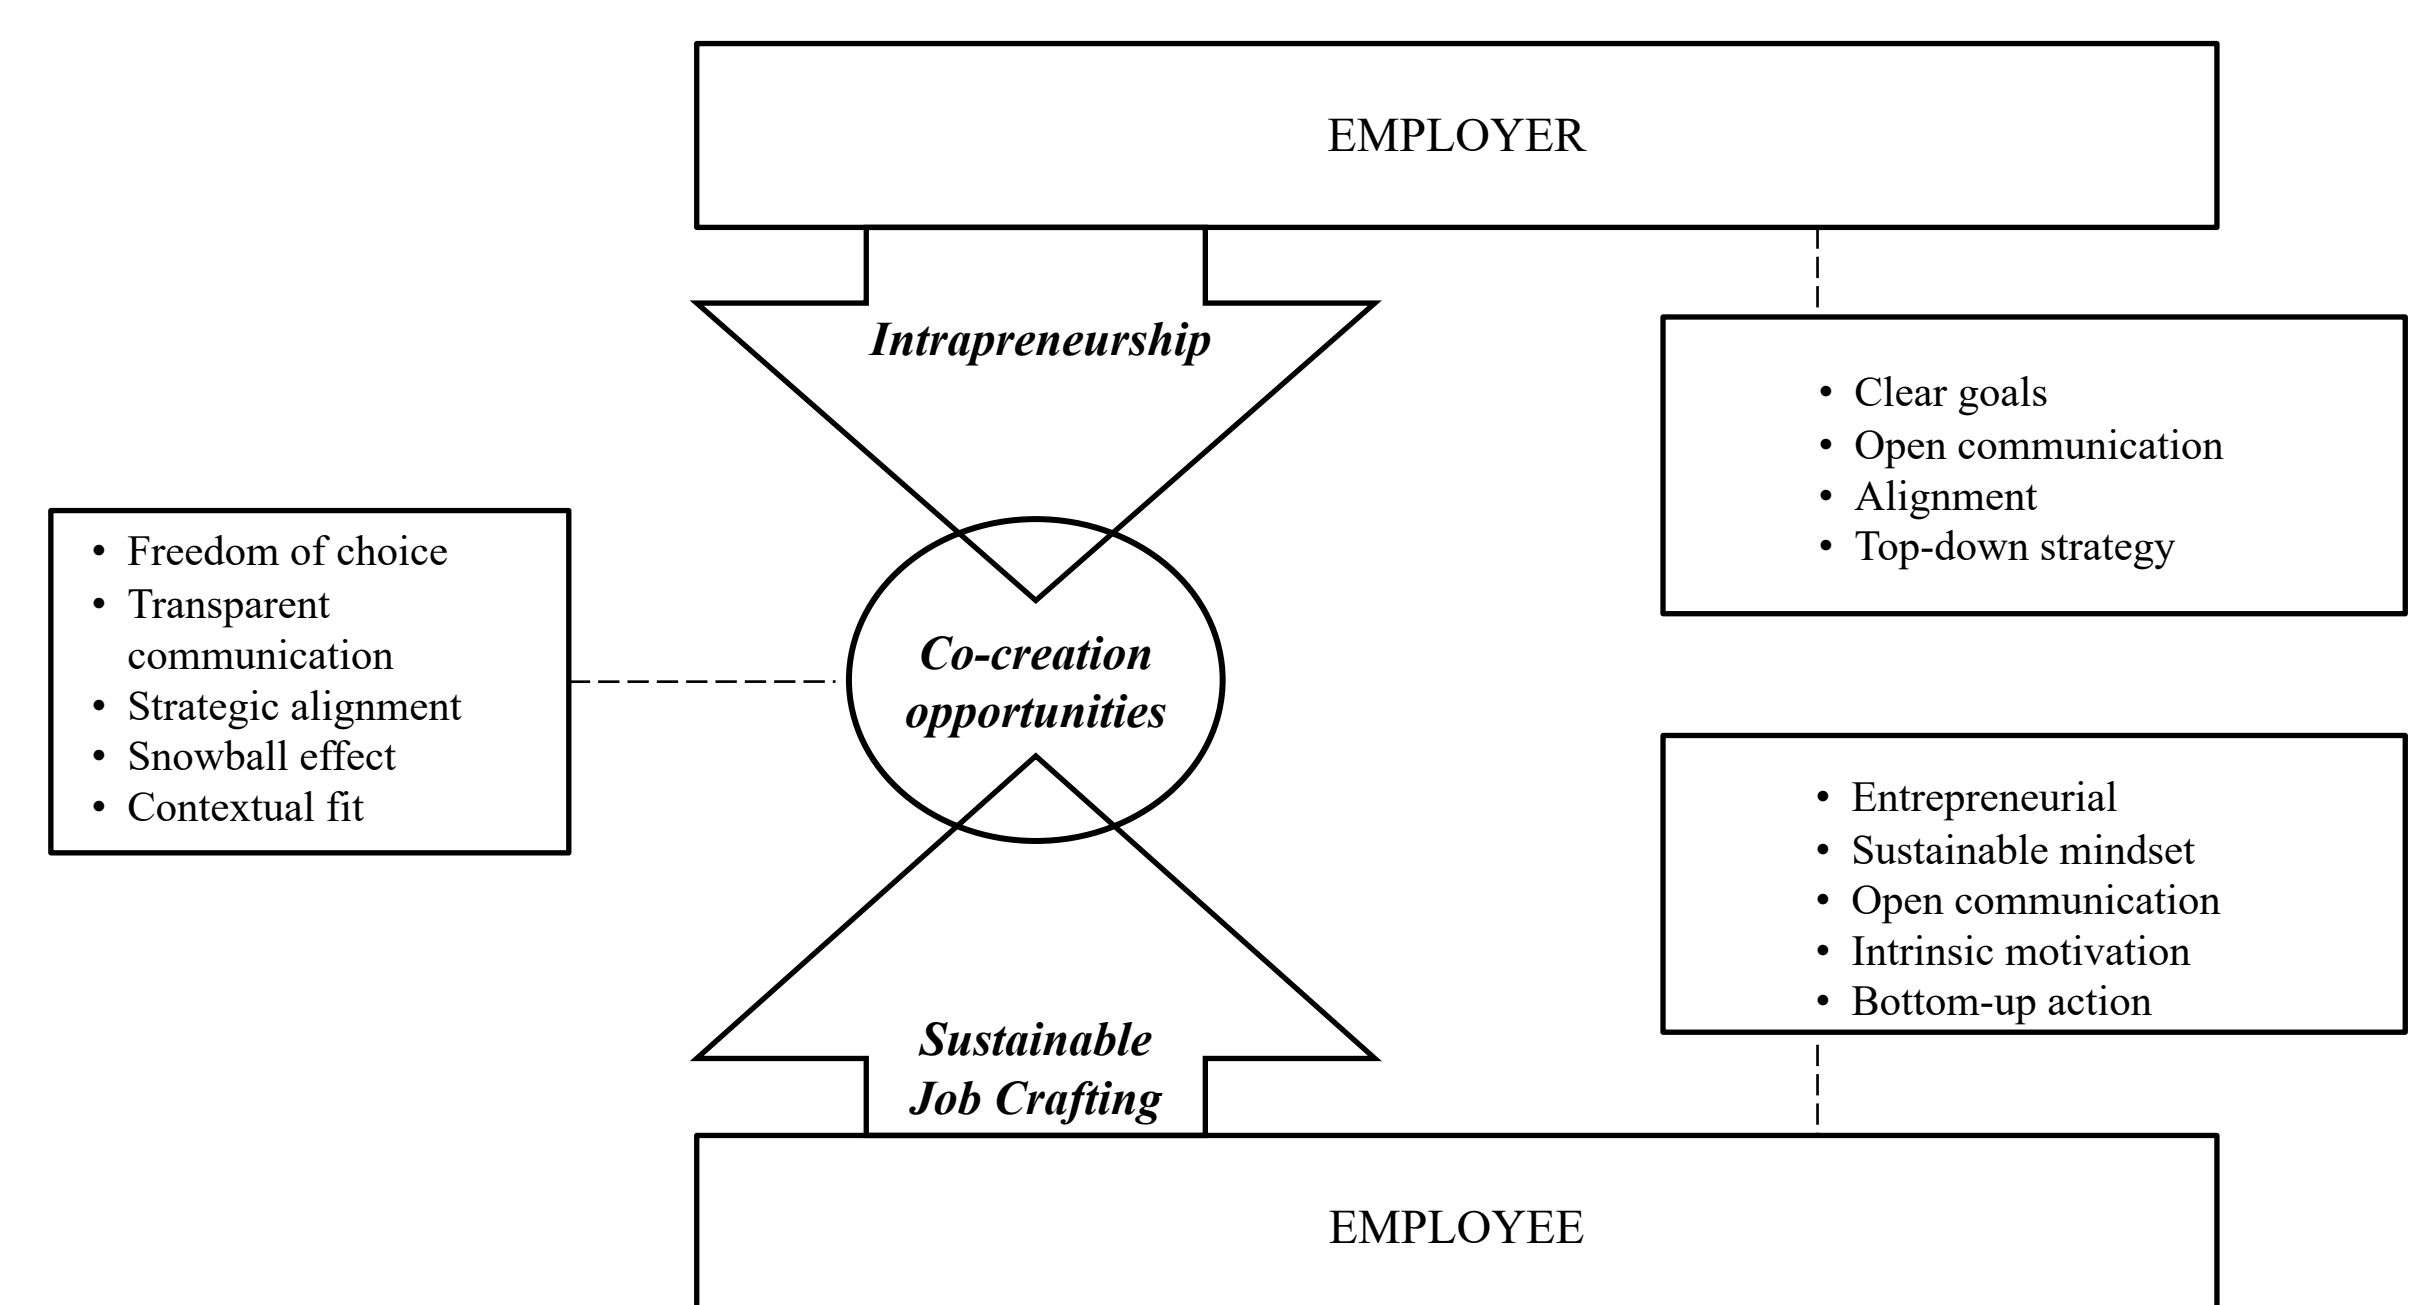 EMPLOYER
Intrapreneurship
• Clear goals
• Open communication
• Alignment
• Top-down strategy
• Freedom of choice
• Transparent
communication
• Strategic alignment
• Snowball effect
• Contextual fit
Co-creation
opportunities
• Entrepreneurial
• Sustainable mindset
• Open communication
• Intrinsic motivation
• Bottom-up action
Sustainable
Job Crafting
EMPLOYEE